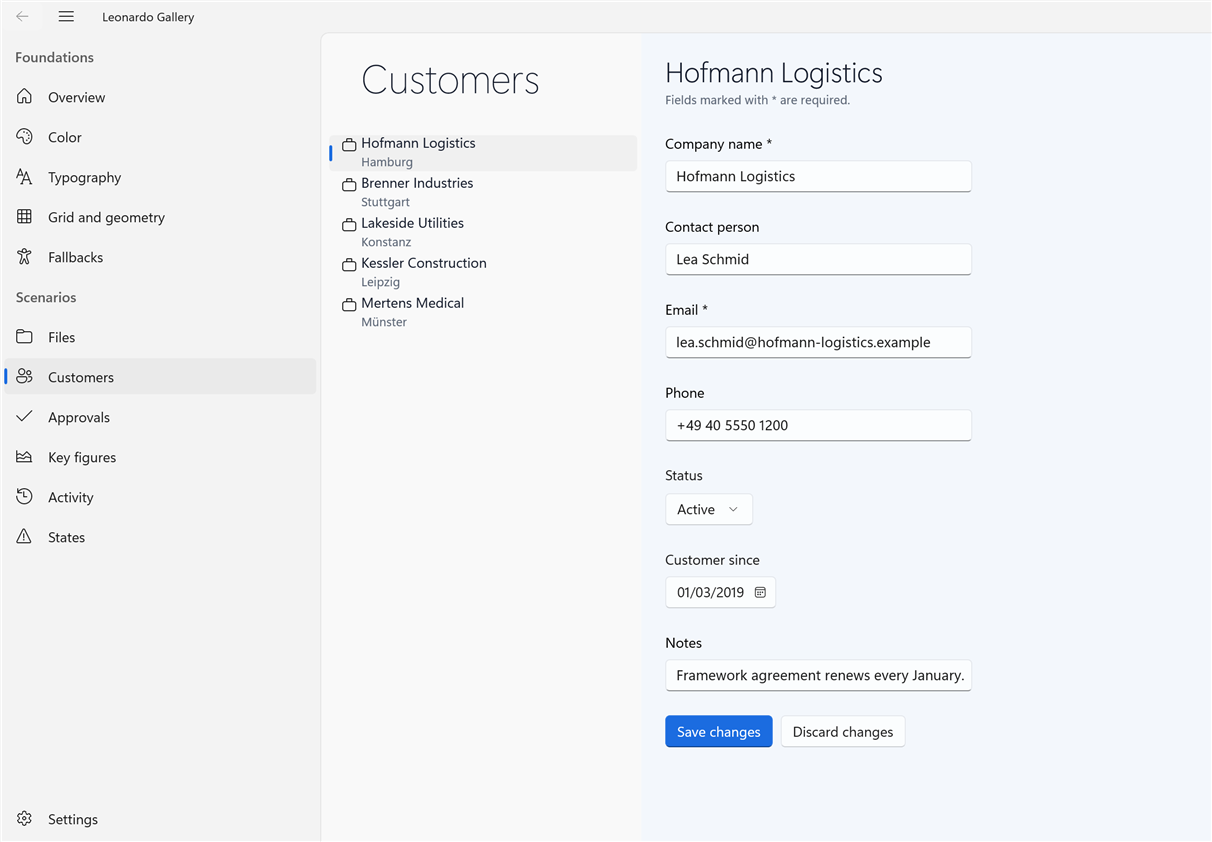 Leonardo Gallery
Foundations
Overview
Color
Typography
Grid and geometry
Fallbacks
Scenarios
Files
Customers
Approvals
Key figures
Activity
States
Settings
Customers
Hofmann Logistics
Hamburg
Brenner Industries
Stuttgart
Lakeside Utilities
Konstanz
Kessler Construction
Leipzig
Mertens Medical
Münster
Hofmann Logistics
Fields marked with * are required.
Company name *
Hofmann Logistics
Contact person
Lea Schmid
Email *
lea.schmid@hofmann-logistics.example
Phone
+49 40 5550 1200
Status
Active
Customer since
01/03/2019
Notes
Framework agreement renews every January.
Save changes
Discard changes